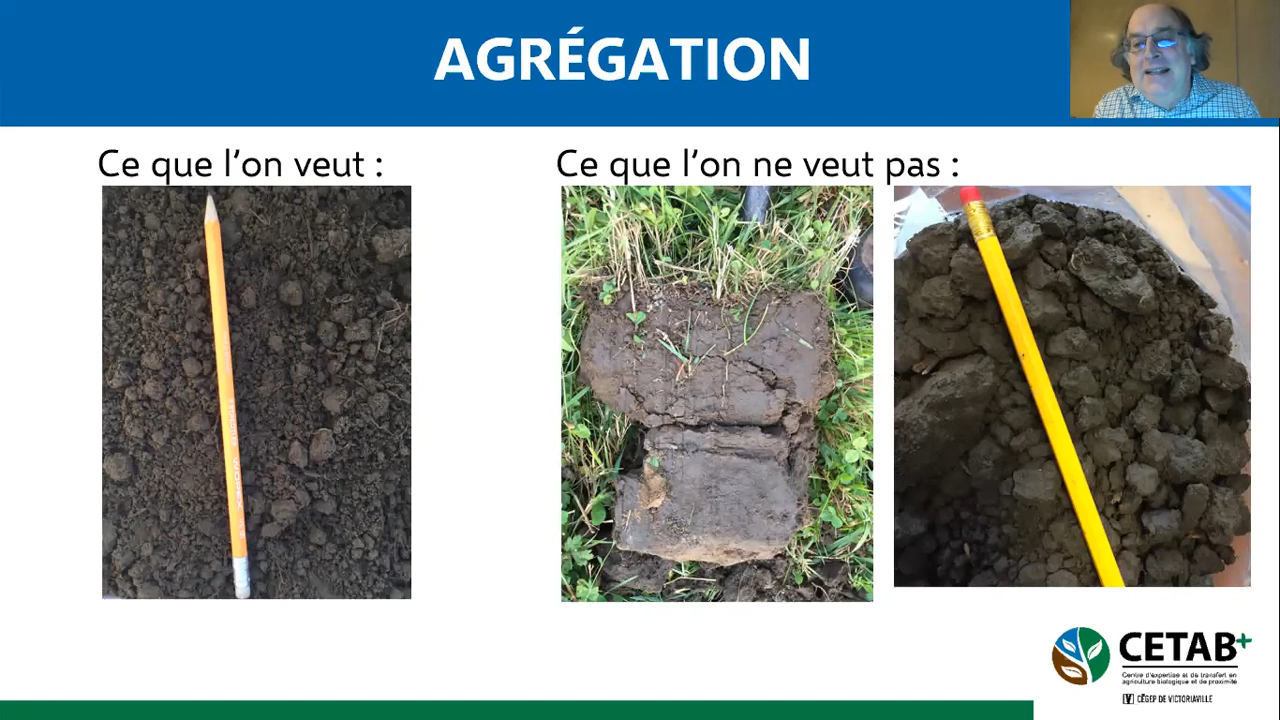 AGRÉGATION
Ce que l'on veut :
Ce que l'on ne veut pas :
CETAB+
Centre d'expertise et de transfert en
agriculture biologique et de proximité
CÉGEP DE VICTORIAVILLE